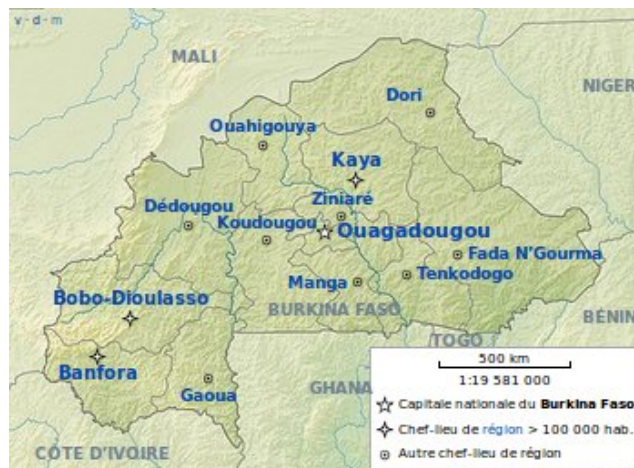 v · d · m
MALI
NIGER
Dori
Ouahigouya
Kaya
Ziniaré
Dédougou
Koudougou
Ouagadougou
Fada N'Gourma
Manga
Tenkodogo
Bobo-Dioulasso
BURKINA FASO
BÉNIN
TOGO
Banfora
Gaoua
GHANA
CÔTE D'IVOIRE
500 km
1:19 581 000
Capitale nationale du Burkina Faso
Chef-lieu de région > 100 000 hab.
Autre chef-lieu de région